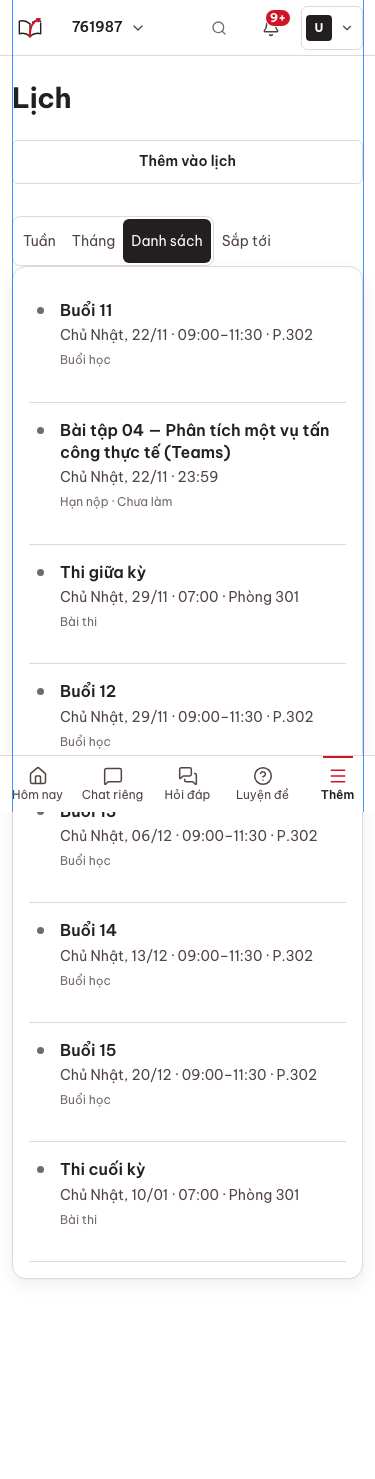 761987
9+
U
Lịch
Thêm vào lịch
Tuần Tháng Danh sách Sắp tới
Buổi 11
Chủ Nhật, 22/11 · 09:00–11:30 · P.302
Buổi học
Bài tập 04 — Phân tích một vụ tấn
công thực tế (Teams)
Chủ Nhật, 22/11 · 23:59
Hạn nộp · Chưa làm
Thi giữa kỳ
Chủ Nhật, 29/11 · 07:00 · Phòng 301
Bài thi
Buổi 12
Chủ Nhật, 29/11 · 09:00–11:30 · P.302
Buổi học
Hôm nay Chat riêng Hỏi đáp Luyện đề Thêm
Chủ Nhật, 06/12 · 09:00–11:30 · P.302
Buổi học
Buổi 14
Chủ Nhật, 13/12 · 09:00–11:30 · P.302
Buổi học
Buổi 15
Chủ Nhật, 20/12 · 09:00–11:30 · P.302
Buổi học
Thi cuối kỳ
Chủ Nhật, 10/01 · 07:00 · Phòng 301
Bài thi